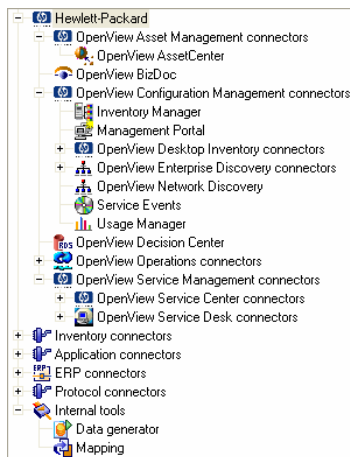 Hewlett-Packard
OpenView Asset Management connectors
OpenView AssetCenter
OpenView BizDoc
OpenView Configuration Management connectors
Inventory Manager
Management Portal
OpenView Desktop Inventory connectors
OpenView Enterprise Discovery connectors
OpenView Network Discovery
Service Events
Usage Manager
RDS OpenView Decision Center
OpenView Operations connectors
OpenView Service Management connectors
OpenView Service Center connectors
OpenView Service Desk connectors
Inventory connectors
Application connectors
ERP ERP connectors
Protocol connectors
Internal tools
Data generator
Mapping